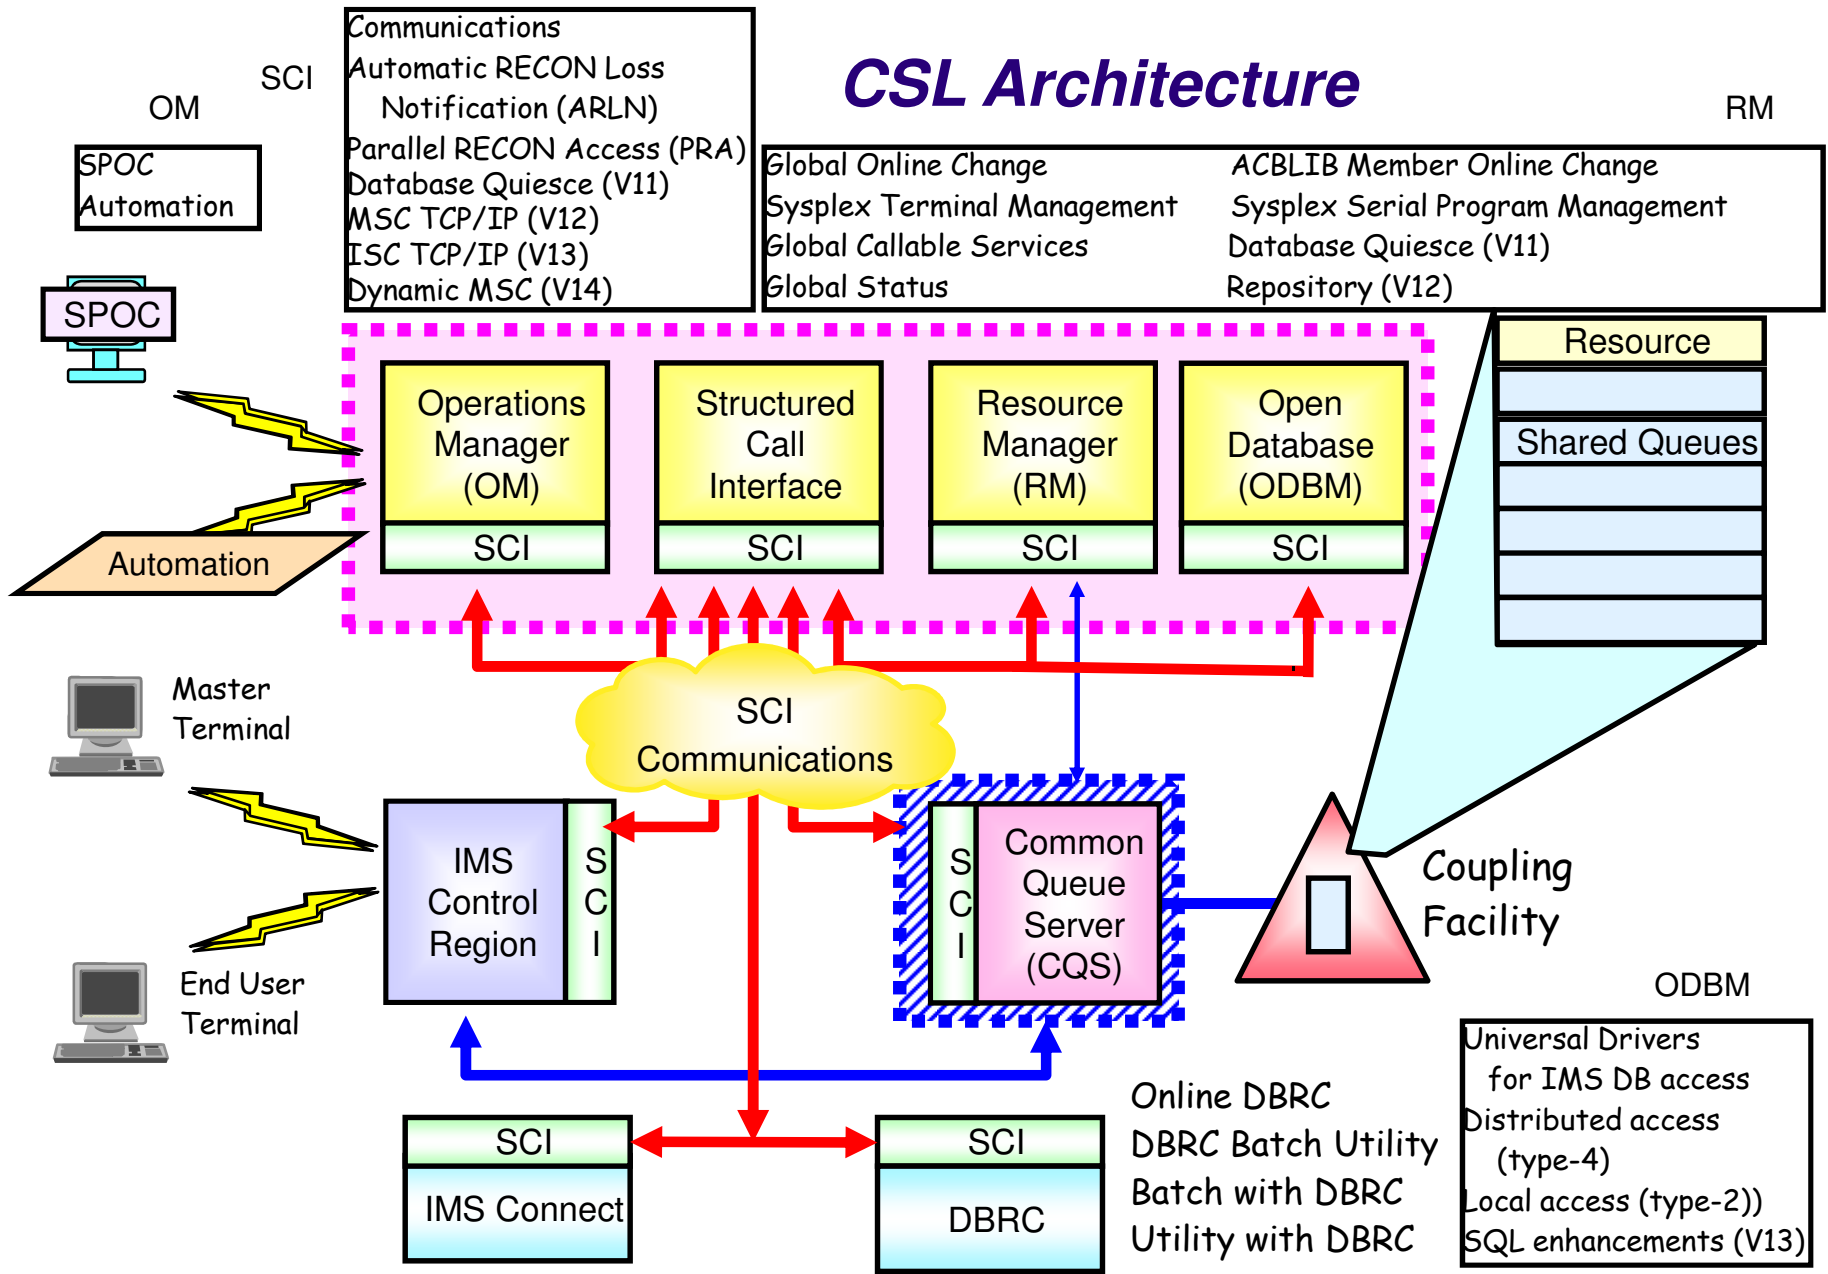 CSL Architecture
OM
SPOC
Automation
SCI
Communications
Automatic RECON Loss
Notification (ARLN)
Parallel RECON Access (PRA)
Database Quiesce (V11)
MSC TCP/IP (V12)
ISC TCP/IP (V13)
Dynamic MSC (V14)
RM
Global Online Change
Sysplex Terminal Management
Global Callable Services
Global Status
ACBLIB Member Online Change
Sysplex Serial Program Management
Database Quiesce (V11)
Repository (V12)
SPOC
Automation
Operations
Manager
(OM)
SCI
Structured
Call
Interface
SCI
Resource
Manager
(RM)
SCI
Open
Database
(ODBM)
SCI
Resource
Shared Queues
Master
Terminal
SCI
Communications
IMS
Control
Region
S
C
I
S
C
I
Common
Queue
Server
(CQS)
Coupling
Facility
End User
Terminal
SCI
IMS Connect
SCI
DBRC
Online DBRC
DBRC Batch Utility
Batch with DBRC
Utility with DBRC
ODBM
Universal Drivers
for IMS DB access
Distributed access
(type-4)
Local access (type-2))
SQL enhancements (V13)